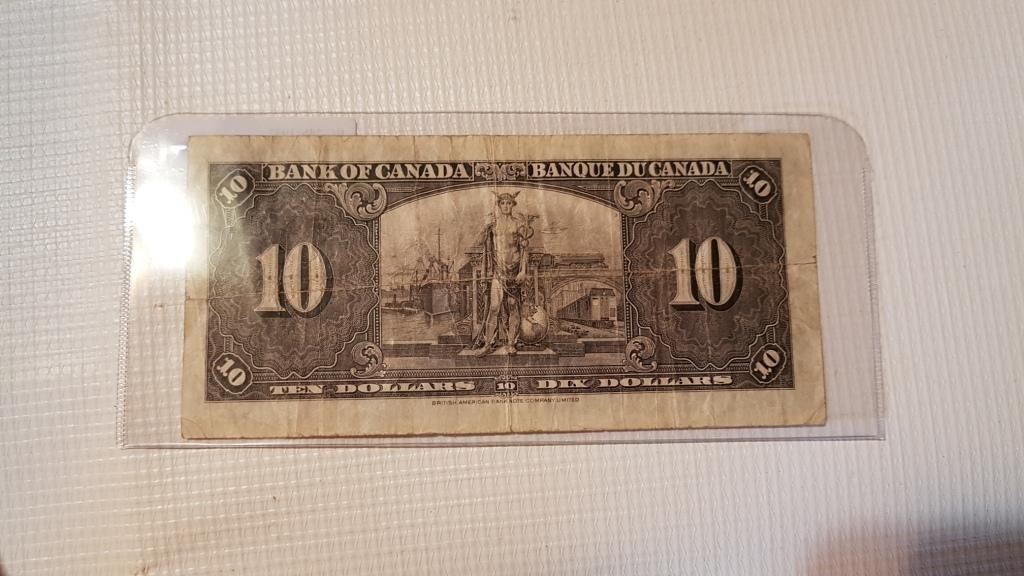 BANK OF CANADA BANQUE DU CANADA
10 10
10 10
10 10
TEN DOLLARS 10 DIX DOLLARS
BRITISH AMERICAN BANK NOTE COMPANY LIMITED